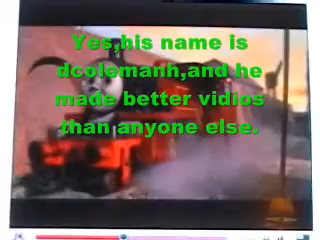 Yes,his name is
dcolemanh,and he
made better vidios
than anyone else.